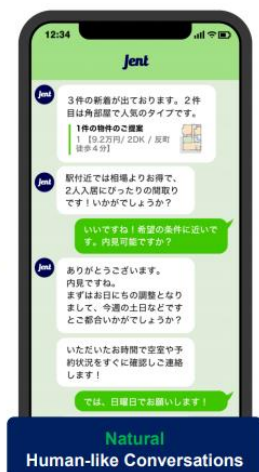 12:34
Jent
Jent
3件の新着が出ております。2件
目は角部屋で人気のタイプです。
1件の物件のご提案
1 【9.2万円/ 2DK / 反町
徒歩4分】
Jent
駅付近では相場よりお得で、
2人入居にぴったりの間取り
です！いかがでしょうか？
いいですね！希望の条件に近いで
す。内見可能ですか？
Jent
ありがとうございます。
内見ですね。
まずはお日にちの調整となり
まして、今週の土日などです
とご都合いかがでしょうか？
いただいたお時間で空室や予
約状況をすぐに確認しご連絡
します！
では、日曜日でお願いします！
Natural
Human-like Conversations